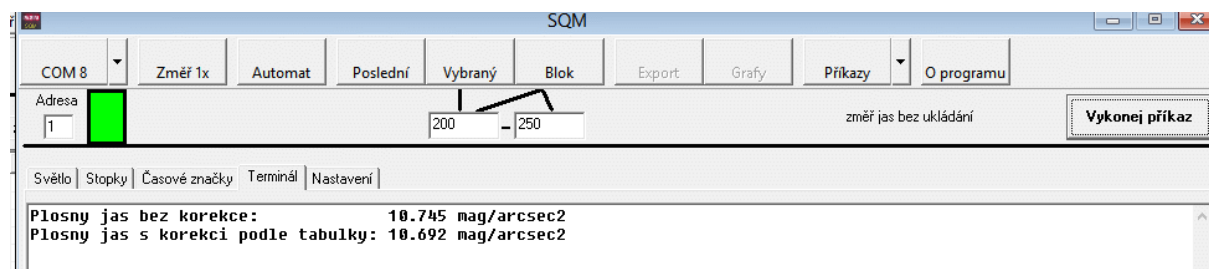 SQM
COM 8 Změř 1x Automat Poslední Vybraný Blok Export Grafy Příkazy O programu
Adresa
1 200 - 250 změř jas bez ukládání Vykonej příkaz
Světlo Stopky Časové značky Terminál Nastavení
Plosny jas bez korekce: 10.745 mag/arcsec2
Plosny jas s korekci podle tabulky: 10.692 mag/arcsec2